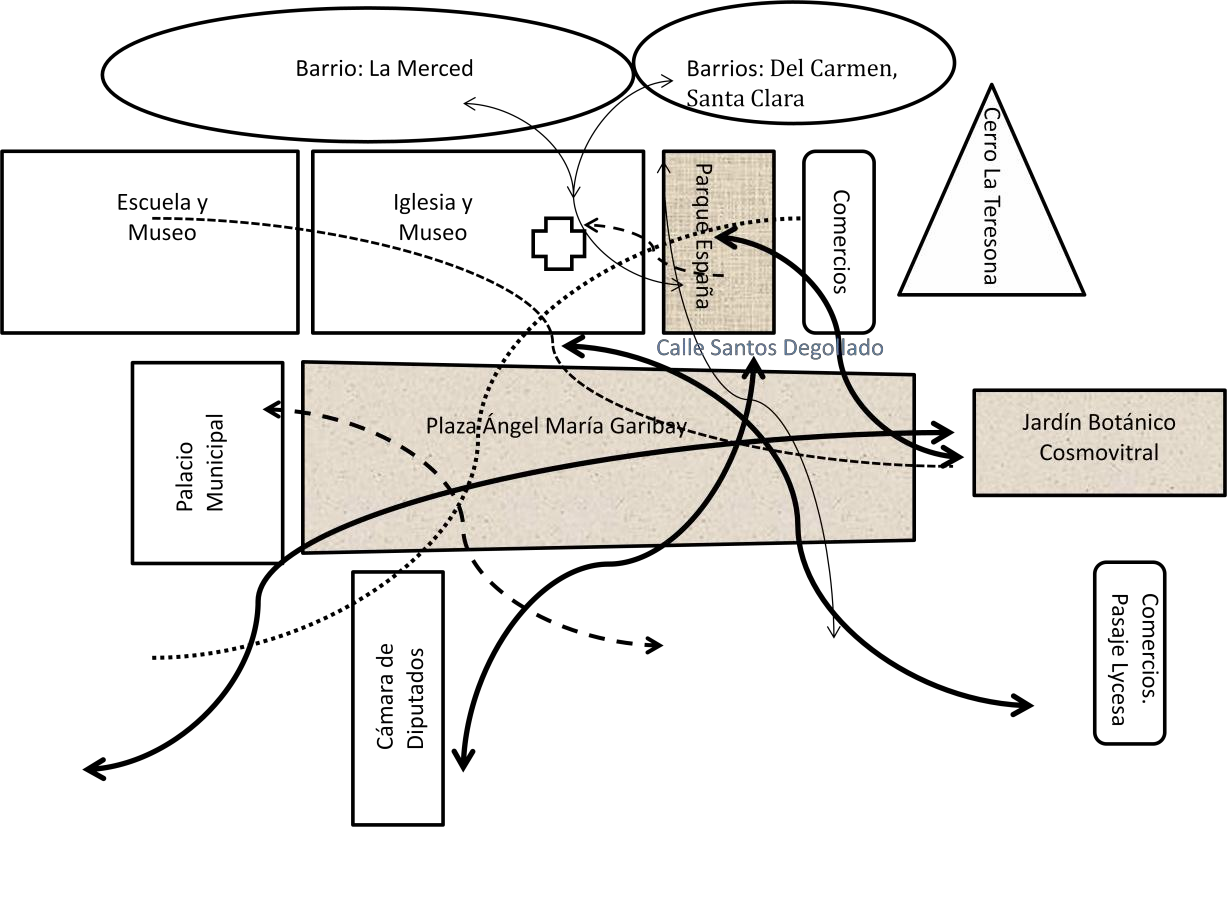 Barrio: La Merced
Barrios: Del Carmen,
Santa Clara
Cerro La Teresona
Escuela y
Museo
Iglesia y
Museo
Parque España
Comercios
Calle Santos Degollado
Palacio
Municipal
Plaza Ángel María Garibay
Jardín Botánico
Cosmovitral
Cámara de
Diputados
Comercios.
Pasaje Lycesa